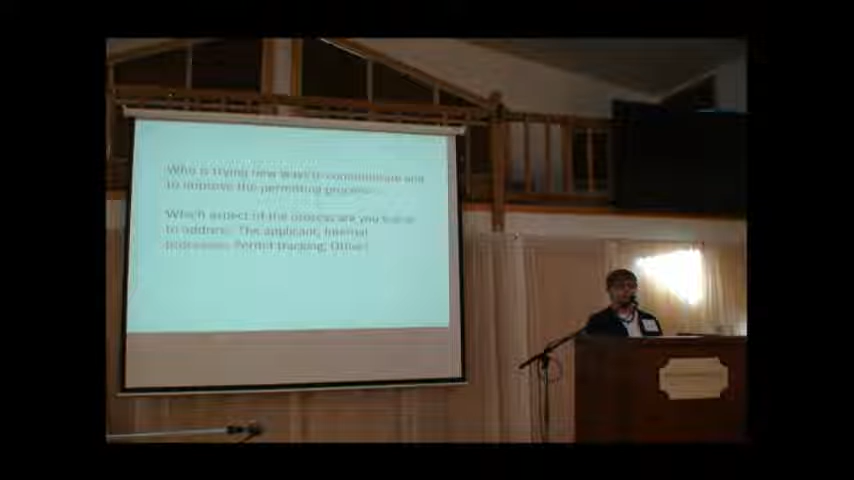 Who is trying new ways to communicate and
to improve the permitting process
Which aspect of the process are you
to address: The applicant, Internal
Permit tracking, Other?